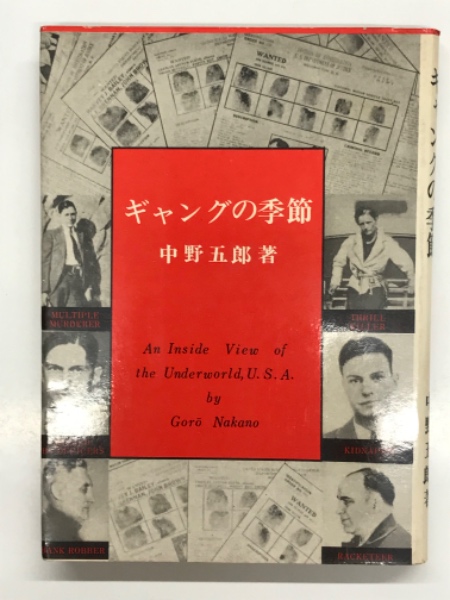 WANTED
WANTED
ギャングの季節
中野五郎著
An Inside View of
the Underworld, U.S.A.
by
Gorō Nakano
MULTIPLE
MURDERER
THRILL
KILLER
KIDNAPER
BANK ROBBER
RACKETEER
ギャングの季節
中野五郎著